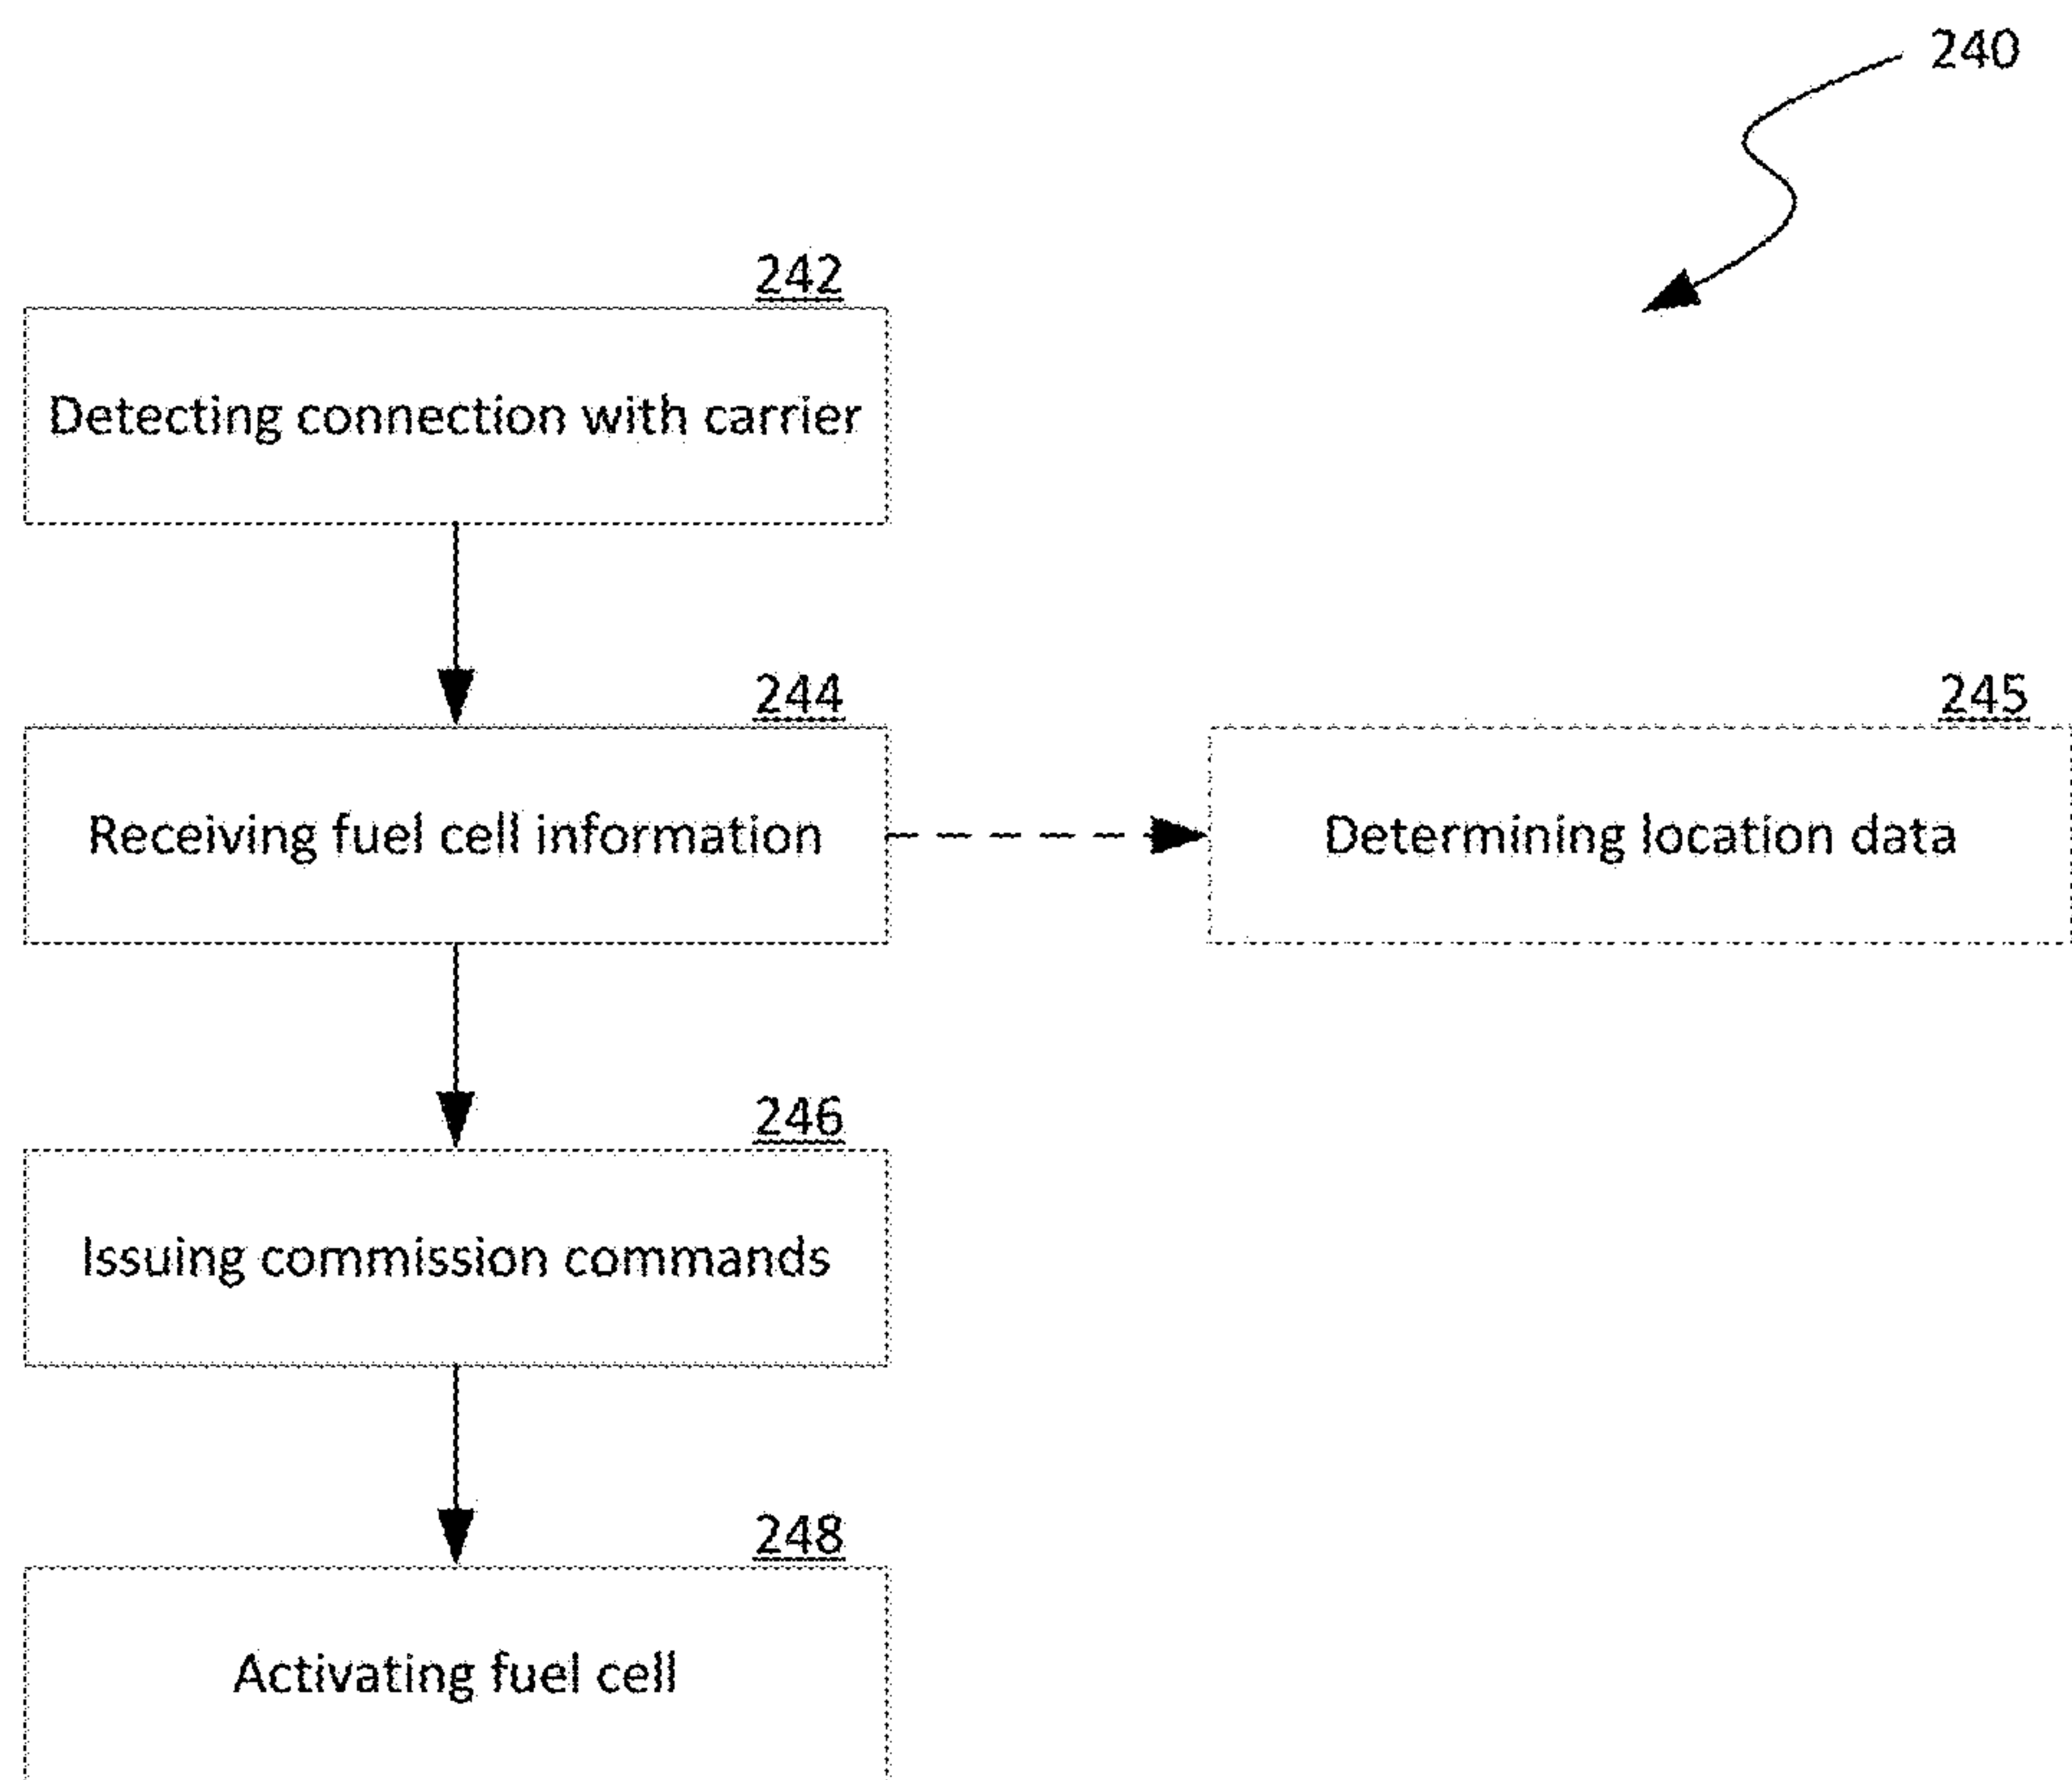 240
242
Detecting connection with carrier
244
Receiving fuel cell information
245
Determining location data
246
Issuing commission commands
248
Activating fuel cell